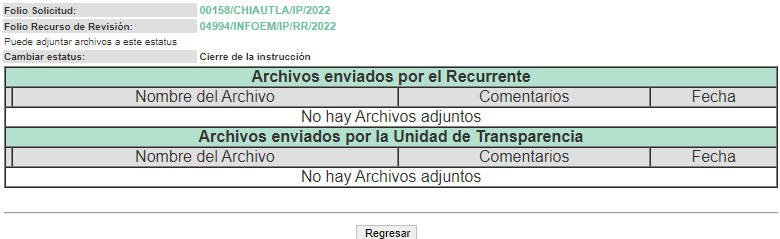 Folio Solicitud: 00158/CHIAUTLA/IP/2022
Folio Recurso de Revisión: 04994/INFOEM/IP/RR/2022
Puede adjuntar archivos a este estatus
Cambiar estatus: Cierre de la instrucción
Archivos enviados por el Recurrente
Nombre del Archivo Comentarios Fecha
No hay Archivos adjuntos
Archivos enviados por la Unidad de Transparencia
Nombre del Archivo Comentarios Fecha
No hay Archivos adjuntos
Regresar